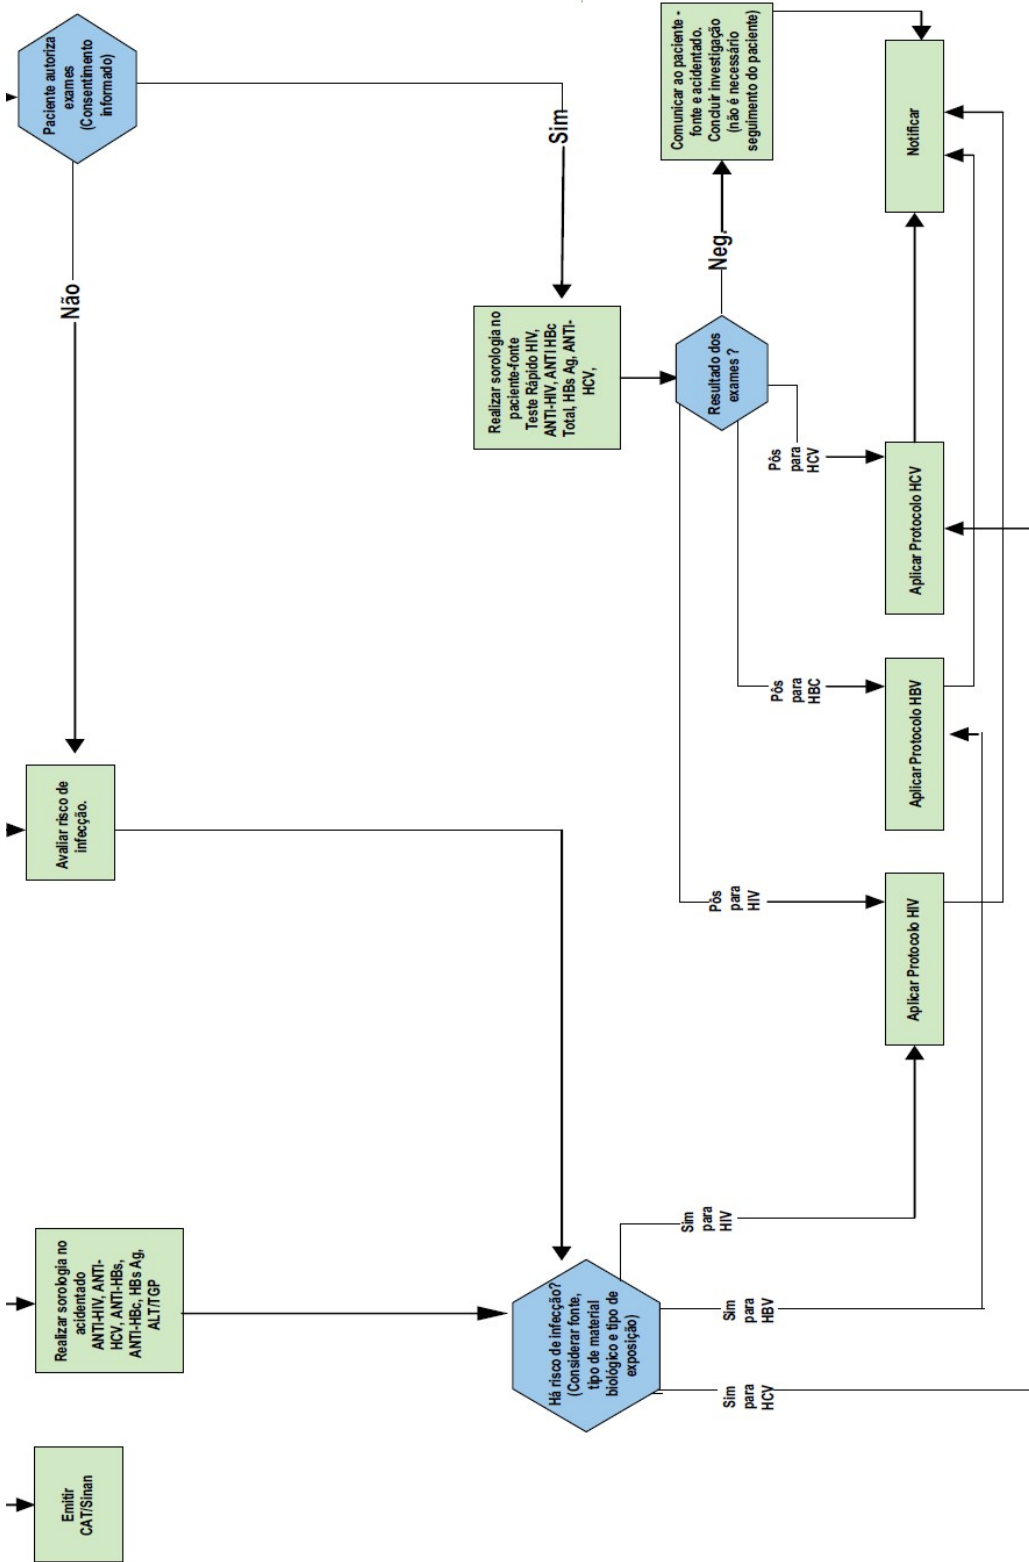 Emitir
CAT/Sinan
Realizar sorologia no
acidentado
ANTI-HIV, ANTI-
HCV, ANTI-HBs,
ANTI-HBc, HBs Ag,
ALT/TGP
Avaliar risco de
infecção.
Paciente autoriza
exames
(Consentimento
informado)
Não
Sim
Realizar sorologia no
paciente-fonte
Teste Rápido HIV,
ANTI-HIV, ANTI HBc
Total, HBs Ag, ANTI-
HCV,
Há risco de infecção?
(Considerar fonte,
tipo de material
biológico e tipo de
exposição)
Resultado dos
exames ?
Neg.
Comunicar ao paciente -
fonte e acidentado.
Concluir investigação
(não é necessário
seguimento do paciente)
Sim
para
HCV
Sim
para
HBV
Sim
para
HIV
Pôs
para
HIV
Pôs
para
HBC
Pôs
para
HCV
Aplicar Protocolo HIV
Aplicar Protocolo HBV
Aplicar Protocolo HCV
Notificar